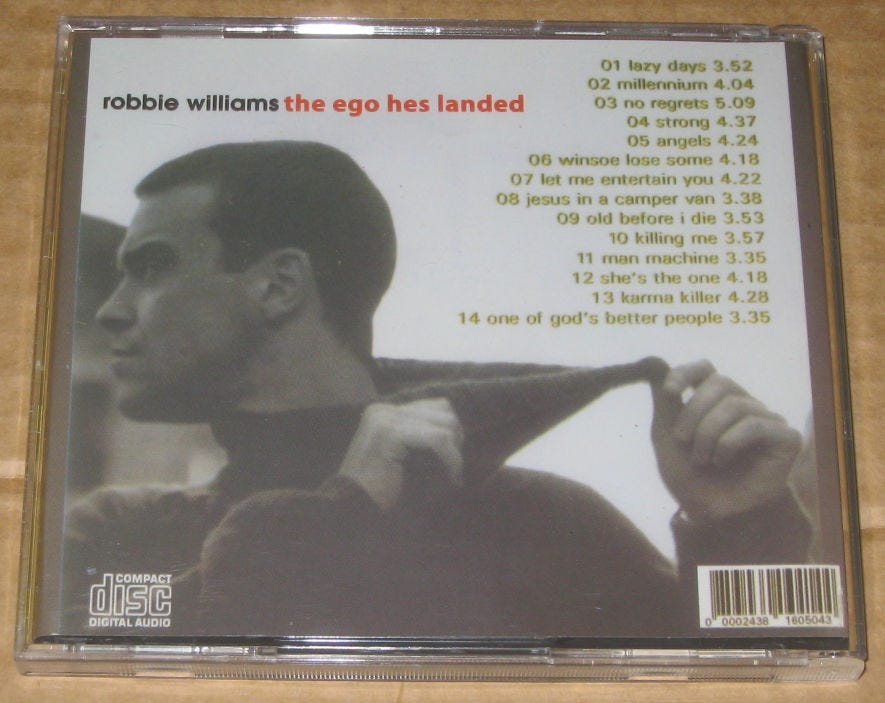 robbie williams the ego hes landed
01 lazy days 3.52
02 millennium 4.04
03 no regrets 5.09
04 strong 4.37
05 angels 4.24
06 winsoe lose some 4.18
07 let me entertain you 4.22
08 jesus in a camper van 3.38
09 old before i die 3.53
10 killing me 3.57
11 man machine 3.35
12 she's the one 4.18
13 karma killer 4.28
14 one of god's better people 3.35
COMPACT
disc
DIGITAL AUDIO
0 0002438 1605043